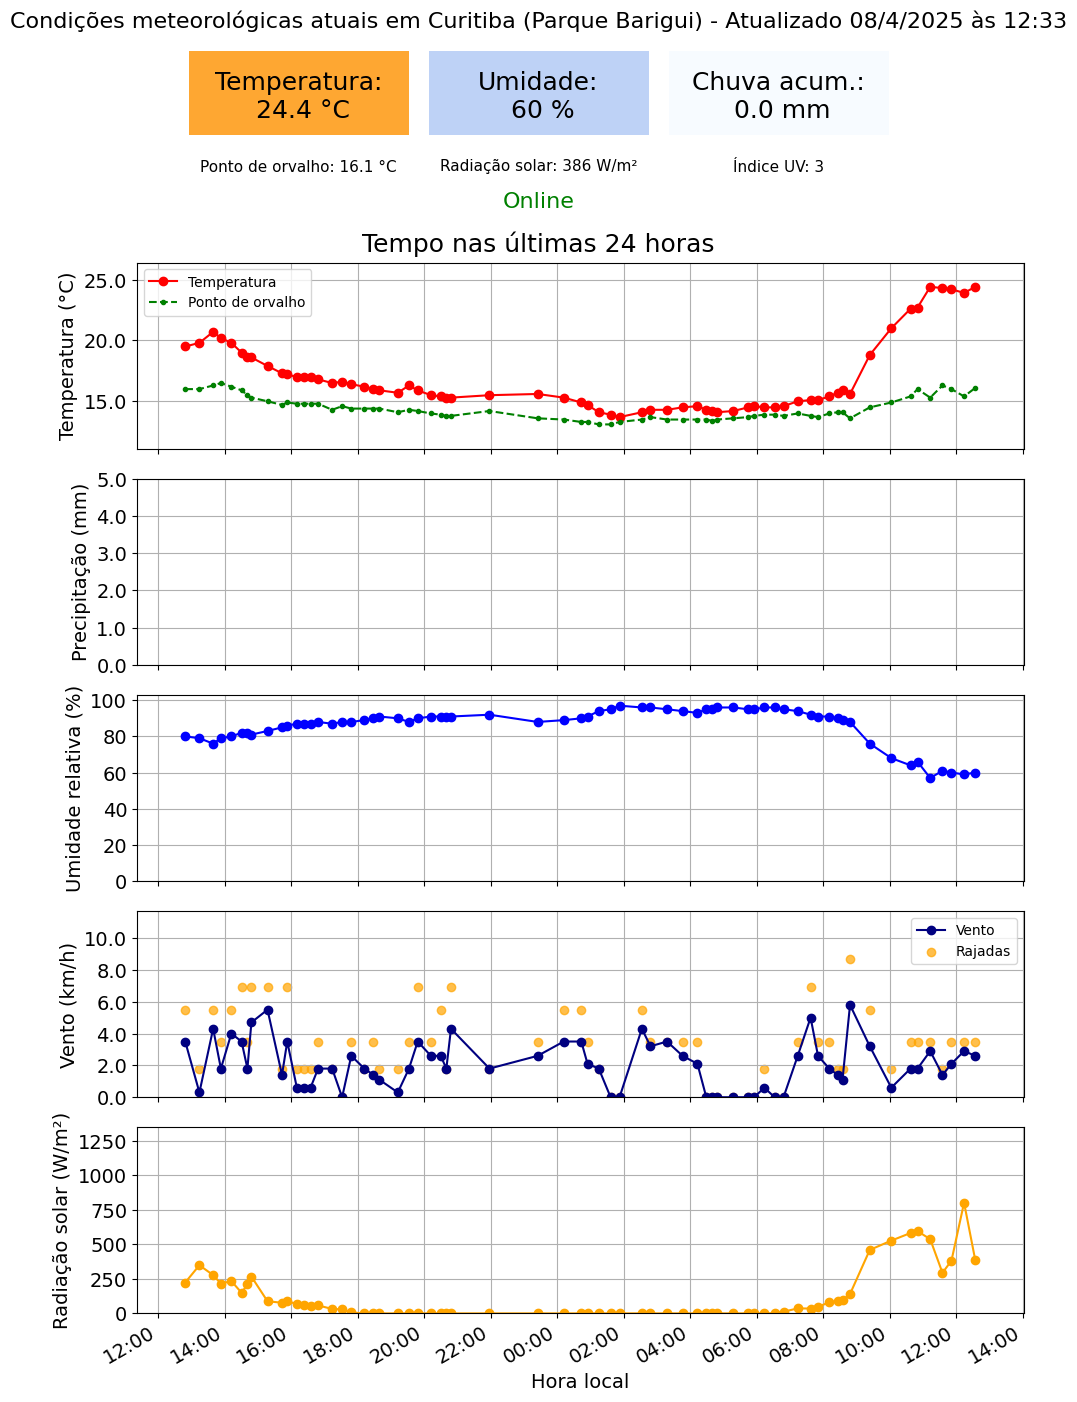 Condições meteorológicas atuais em Curitiba (Parque Barigui) - Atualizado 08/4/2025 às 12:33
Temperatura:
24.4 °C
Umidade:
60 %
Chuva acum.:
0.0 mm
Ponto de orvalho: 16.1 °C
Radiação solar: 386 W/m²
Índice UV: 3
Online
Tempo nas últimas 24 horas
Temperatura (°C)
25.0
20.0
15.0
Temperatura
Ponto de orvalho
Precipitação (mm)
5.0
4.0
3.0
2.0
1.0
0.0
Umidade relativa (%)
100
80
60
40
20
0
Vento (km/h)
10.0
8.0
6.0
4.0
2.0
0.0
Vento
Rajadas
Radiação solar (W/m²)
1250
1000
750
500
250
0
12:00
14:00
16:00
18:00
20:00
22:00
00:00
02:00
04:00
06:00
08:00
10:00
12:00
14:00
Hora local